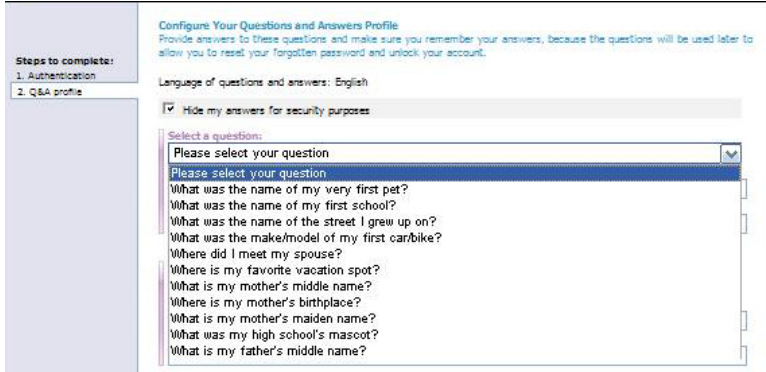 Configure Your Questions and Answers Profile
Provide answers to these questions and make sure you remember your answers, because the questions will be used later to
allow you to reset your forgotten password and unlock your account.
Steps to complete:
1. Authentication
2. Q&A profile
Language of questions and answers: English
Hide my answers for security purposes
Select a question:
Please select your question
Please select your question
What was the name of my very first pet?
What was the name of my first school?
What was the name of the street I grew up on?
What was the make/model of my first car/bike?
Where did I meet my spouse?
Where is my favorite vacation spot?
What is my mother's middle name?
Where is my mother's birthplace?
What is my mother's maiden name?
What was my high school's mascot?
What is my father's middle name?